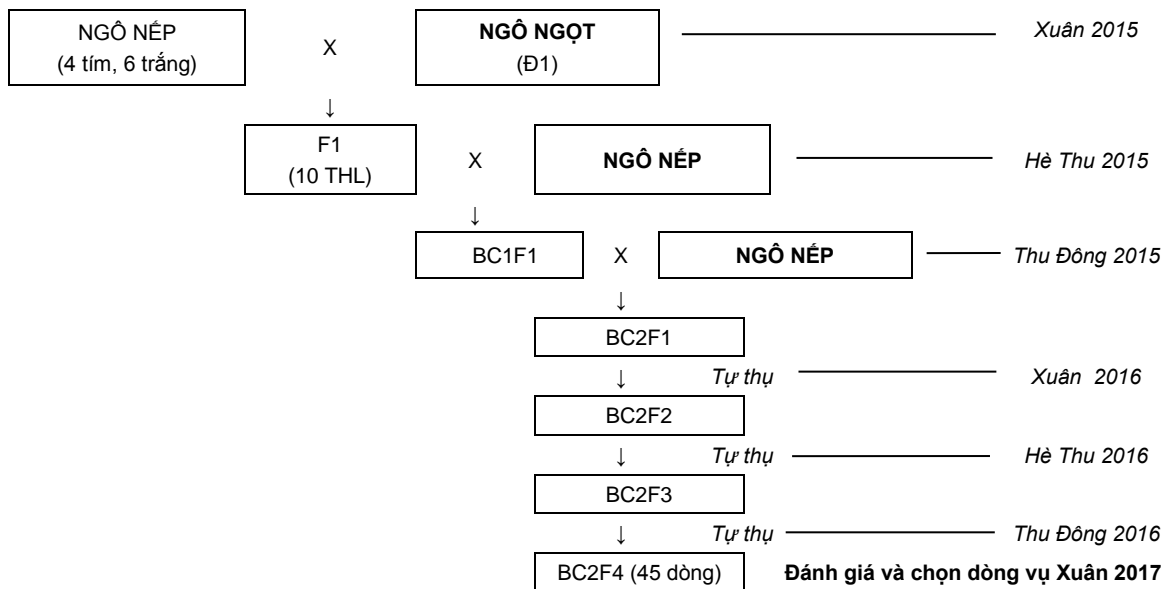 NGÔ NẾP
(4 tím, 6 trắng)
X
NGÔ NGỌT
(Đ1)
Xuân 2015
↓
F1
(10 THL)
X
NGÔ NẾP
Hè Thu 2015
↓
BC1F1
X
NGÔ NẾP
Thu Đông 2015
↓
BC2F1
↓ Tự thụ
Xuân 2016
BC2F2
↓ Tự thụ
Hè Thu 2016
BC2F3
↓ Tự thụ
Thu Đông 2016
BC2F4 (45 dòng)
Đánh giá và chọn dòng vụ Xuân 2017